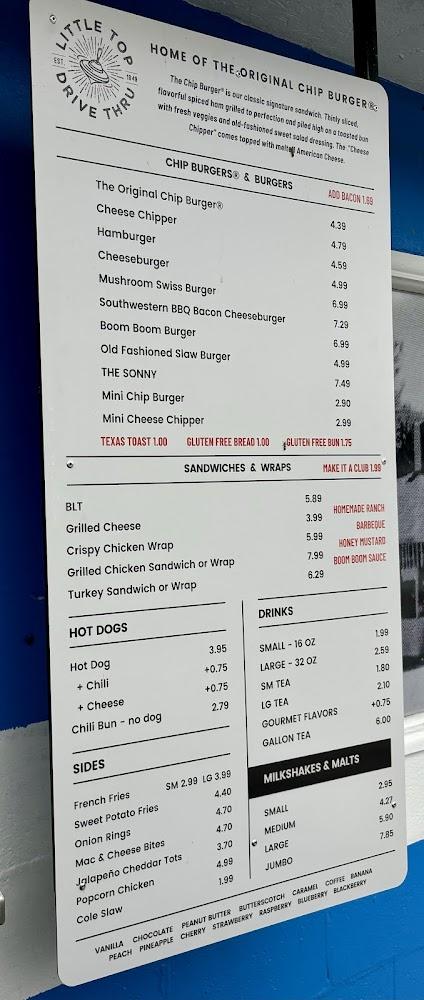 LITTLE TOP
EST. 1949
DRIVE THRU
HOME OF THE ORIGINAL CHIP BURGER®
The Chip Burger® is our classic signature sandwich. Thinly sliced,
flavorful spiced ham grilled to perfection and piled high on a toasted bun
with fresh veggies and old-fashioned sweet salad dressing. The "Cheese
Chipper" comes topped with melted American Cheese.
CHIP BURGERS® & BURGERS ADD BACON 1.69
The Original Chip Burger® 4.39
Cheese Chipper 4.79
Hamburger 4.59
Cheeseburger 4.99
Mushroom Swiss Burger 6.99
Southwestern BBQ Bacon Cheeseburger 7.29
Boom Boom Burger 6.99
Old Fashioned Slaw Burger 4.99
THE SONNY 7.49
Mini Chip Burger 2.90
Mini Cheese Chipper 2.99
TEXAS TOAST 1.00 GLUTEN FREE BREAD 1.00 GLUTEN FREE BUN 1.75
SANDWICHES & WRAPS MAKE IT A CLUB 1.99
BLT 5.89
Grilled Cheese 3.99
Crispy Chicken Wrap 5.99
Grilled Chicken Sandwich or Wrap 7.99
Turkey Sandwich or Wrap 6.29
HOMEMADE RANCH
BARBEQUE
HONEY MUSTARD
BOOM BOOM SAUCE
HOT DOGS
Hot Dog 3.95
+ Chili +0.75
+ Cheese +0.75
Chili Bun - no dog 2.79
SIDES
French Fries SM 2.99 LG 3.99
Sweet Potato Fries 4.40
Onion Rings 4.70
Mac & Cheese Bites 4.70
Jalapeño Cheddar Tots 3.70
Popcorn Chicken 4.99
Cole Slaw 1.99
DRINKS
SMALL - 16 OZ 1.99
LARGE - 32 OZ 2.59
SM TEA 1.80
LG TEA 2.10
GOURMET FLAVORS +0.75
GALLON TEA 6.00
MILKSHAKES & MALTS
SMALL 2.95
MEDIUM 4.27
LARGE 5.90
JUMBO 7.85
VANILLA CHOCOLATE PEANUT BUTTER BUTTERSCOTCH CARAMEL COFFEE BANANA
PEACH PINEAPPLE CHERRY STRAWBERRY RASPBERRY BLUEBERRY BLACKBERRY